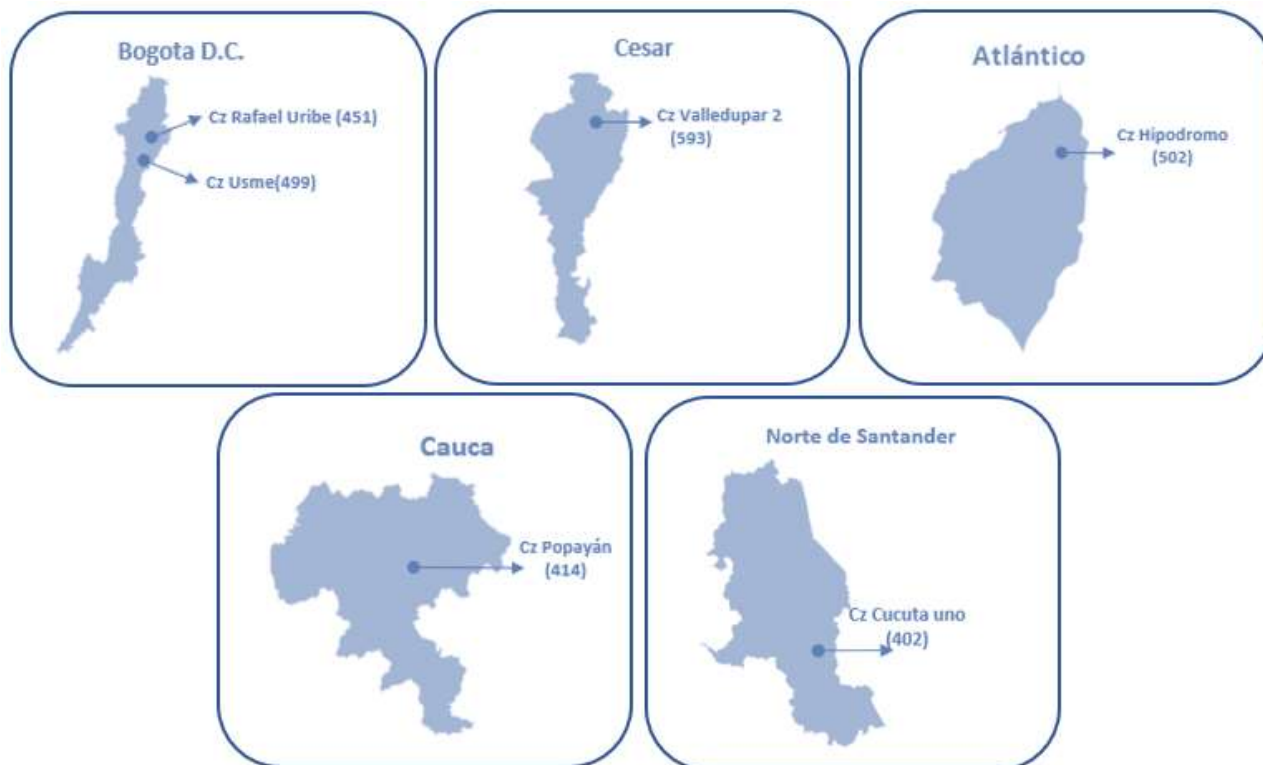 Bogota D.C.
Cz Rafael Uribe (451)
Cz Usme(499)
Cesar
Cz Valledupar 2
(593)
Atlántico
Cz Hipodromo
(502)
Cauca
Cz Popayán
(414)
Norte de Santander
Cz Cucuta uno
(402)